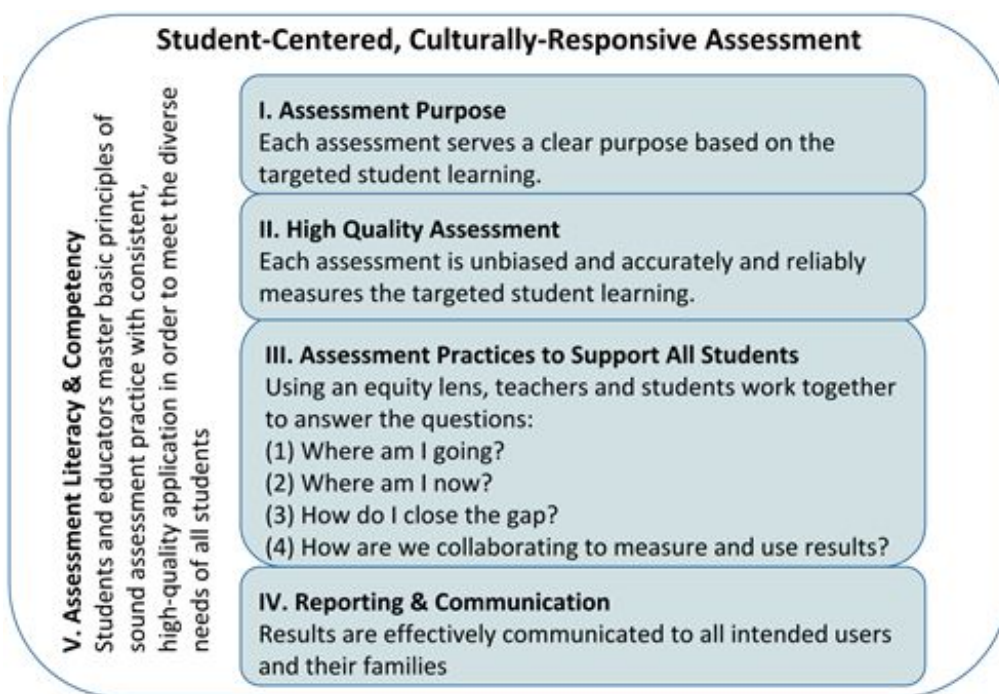 Student-Centered, Culturally-Responsive Assessment
V. Assessment Literacy & Competency
Students and educators master basic principles of
sound assessment practice with consistent,
high-quality application in order to meet the diverse
needs of all students
I. Assessment Purpose
Each assessment serves a clear purpose based on the
targeted student learning.
II. High Quality Assessment
Each assessment is unbiased and accurately and reliably
measures the targeted student learning.
III. Assessment Practices to Support All Students
Using an equity lens, teachers and students work together
to answer the questions:
(1) Where am I going?
(2) Where am I now?
(3) How do I close the gap?
(4) How are we collaborating to measure and use results?
IV. Reporting & Communication
Results are effectively communicated to all intended users
and their families